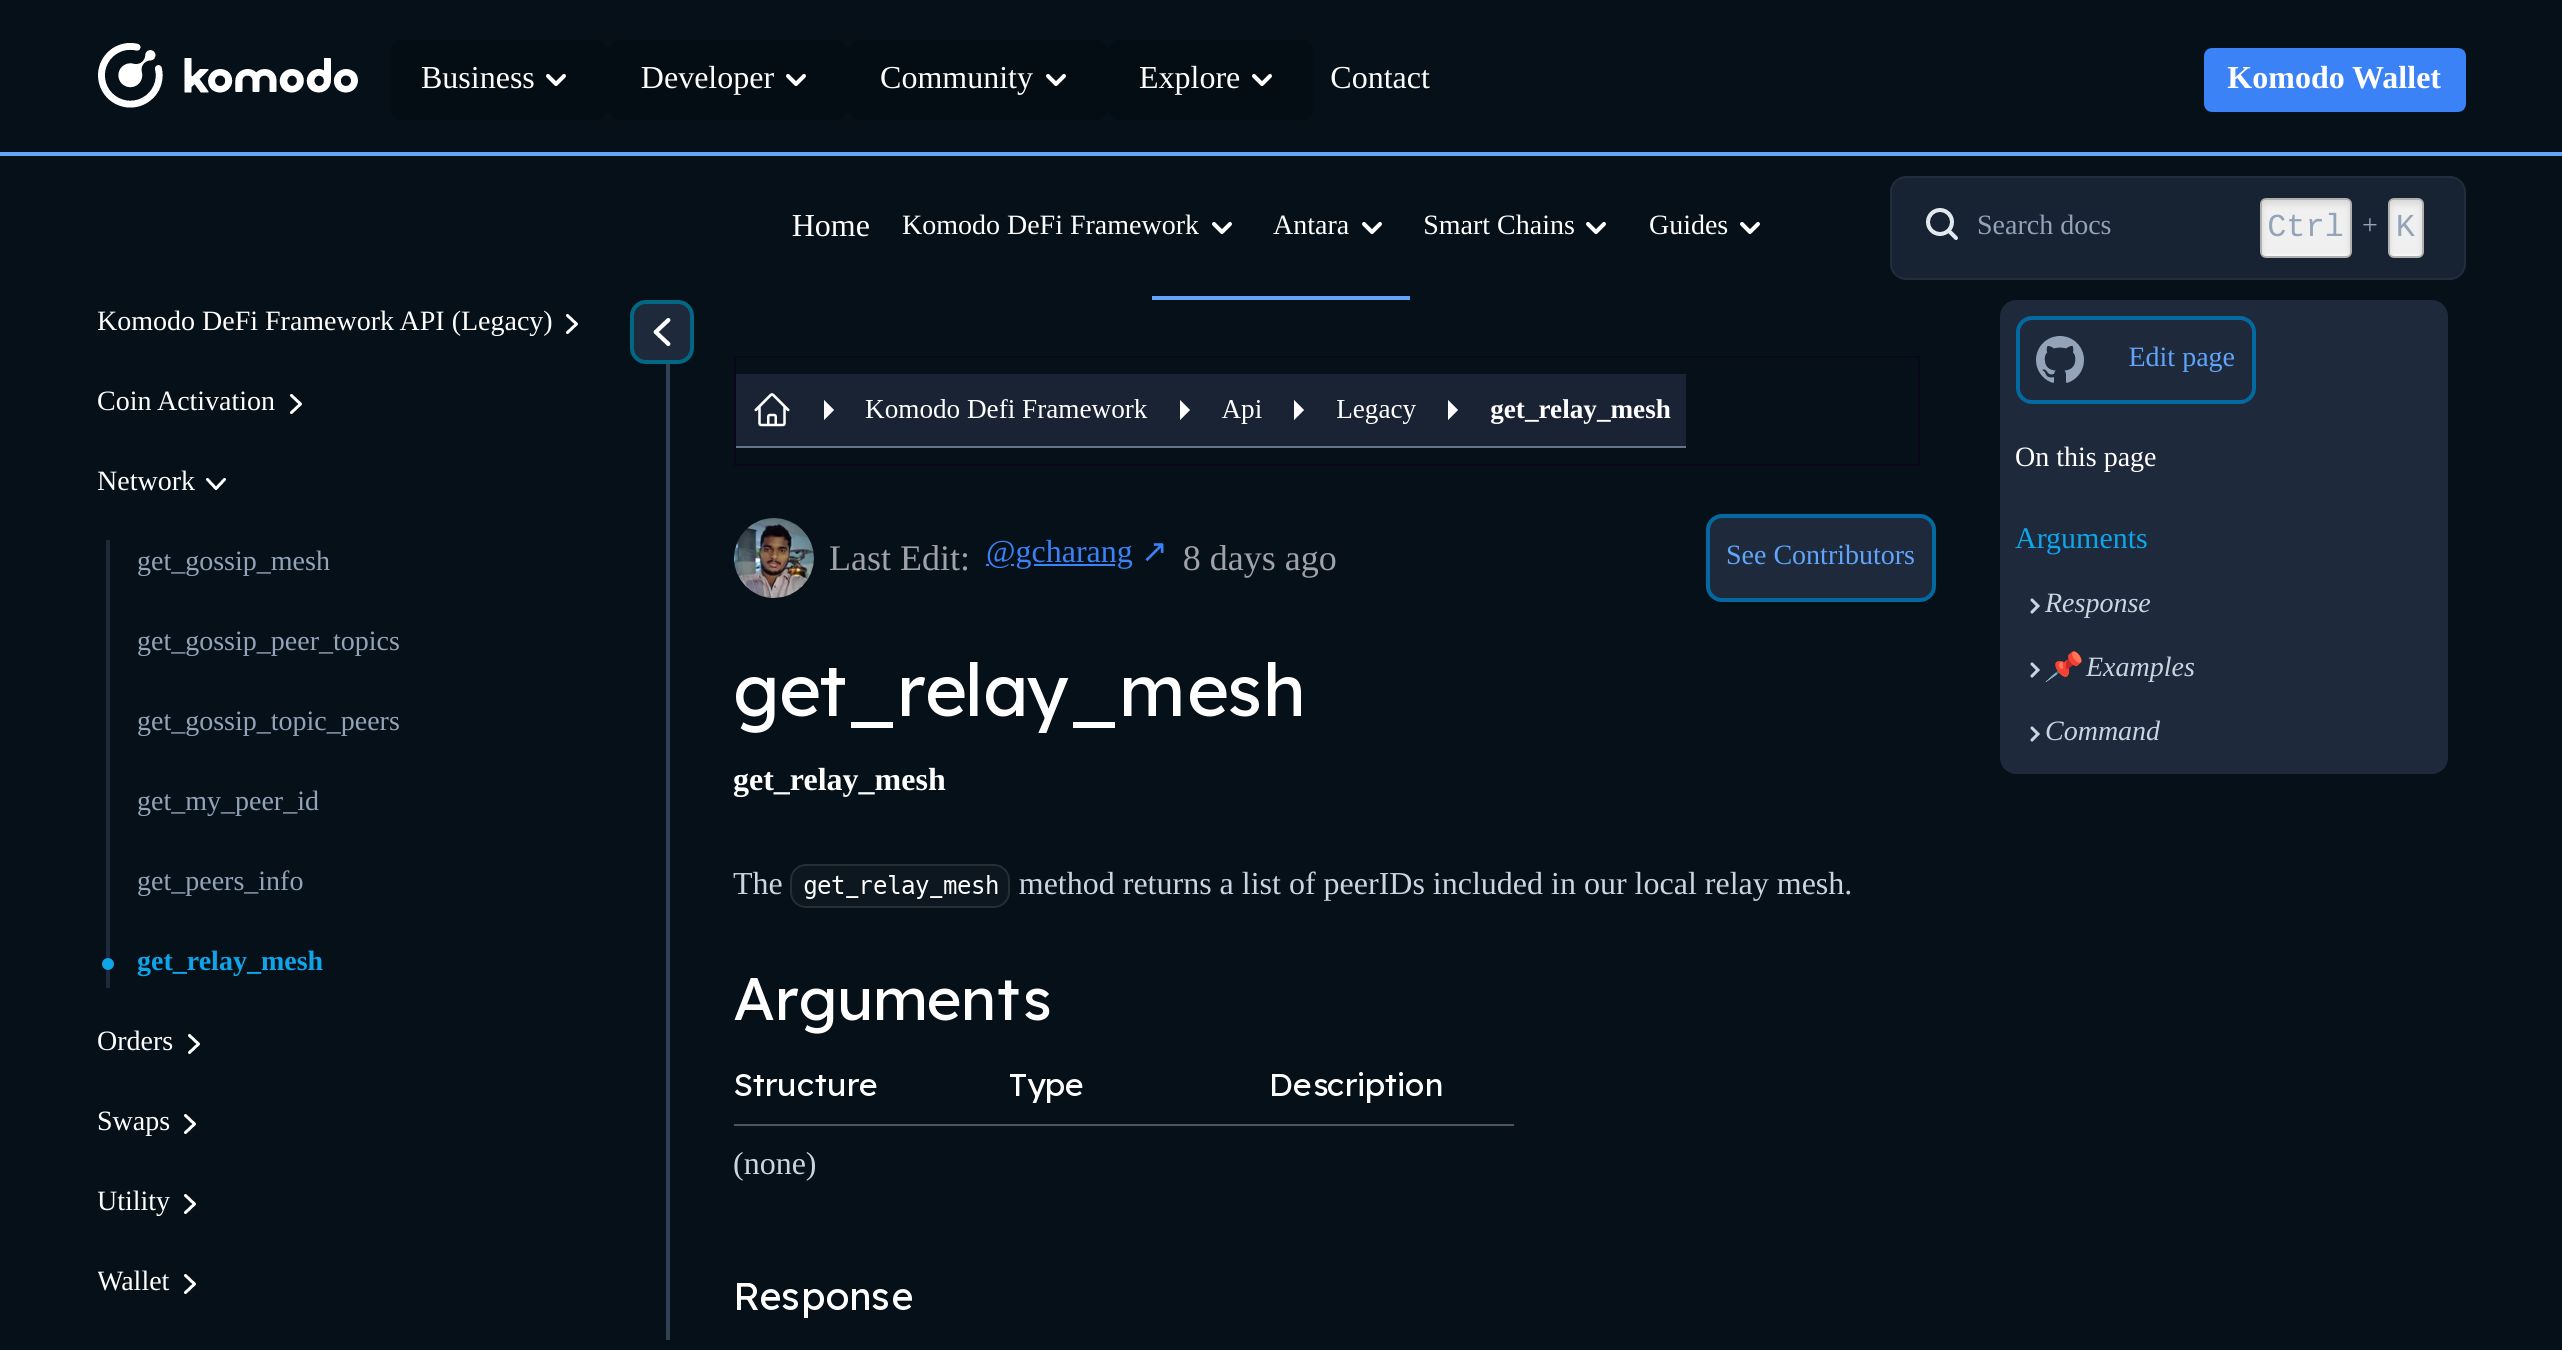 komodo
Business
Developer
Community
Explore
Contact
Komodo Wallet
Home
Komodo DeFi Framework
Antara
Smart Chains
Guides
Search docs
Ctrl + K
Komodo DeFi Framework API (Legacy)
Coin Activation
Network
get_gossip_mesh
get_gossip_peer_topics
get_gossip_topic_peers
get_my_peer_id
get_peers_info
get_relay_mesh
Orders
Swaps
Utility
Wallet
Komodo Defi Framework
Api
Legacy
get_relay_mesh
Last Edit: @gcharang ↗ 8 days ago
See Contributors
get_relay_mesh
get_relay_mesh
The get_relay_mesh method returns a list of peerIDs included in our local relay mesh.
Arguments
Structure Type Description
(none)
Response
Edit page
On this page
Arguments
Response
📌 Examples
Command